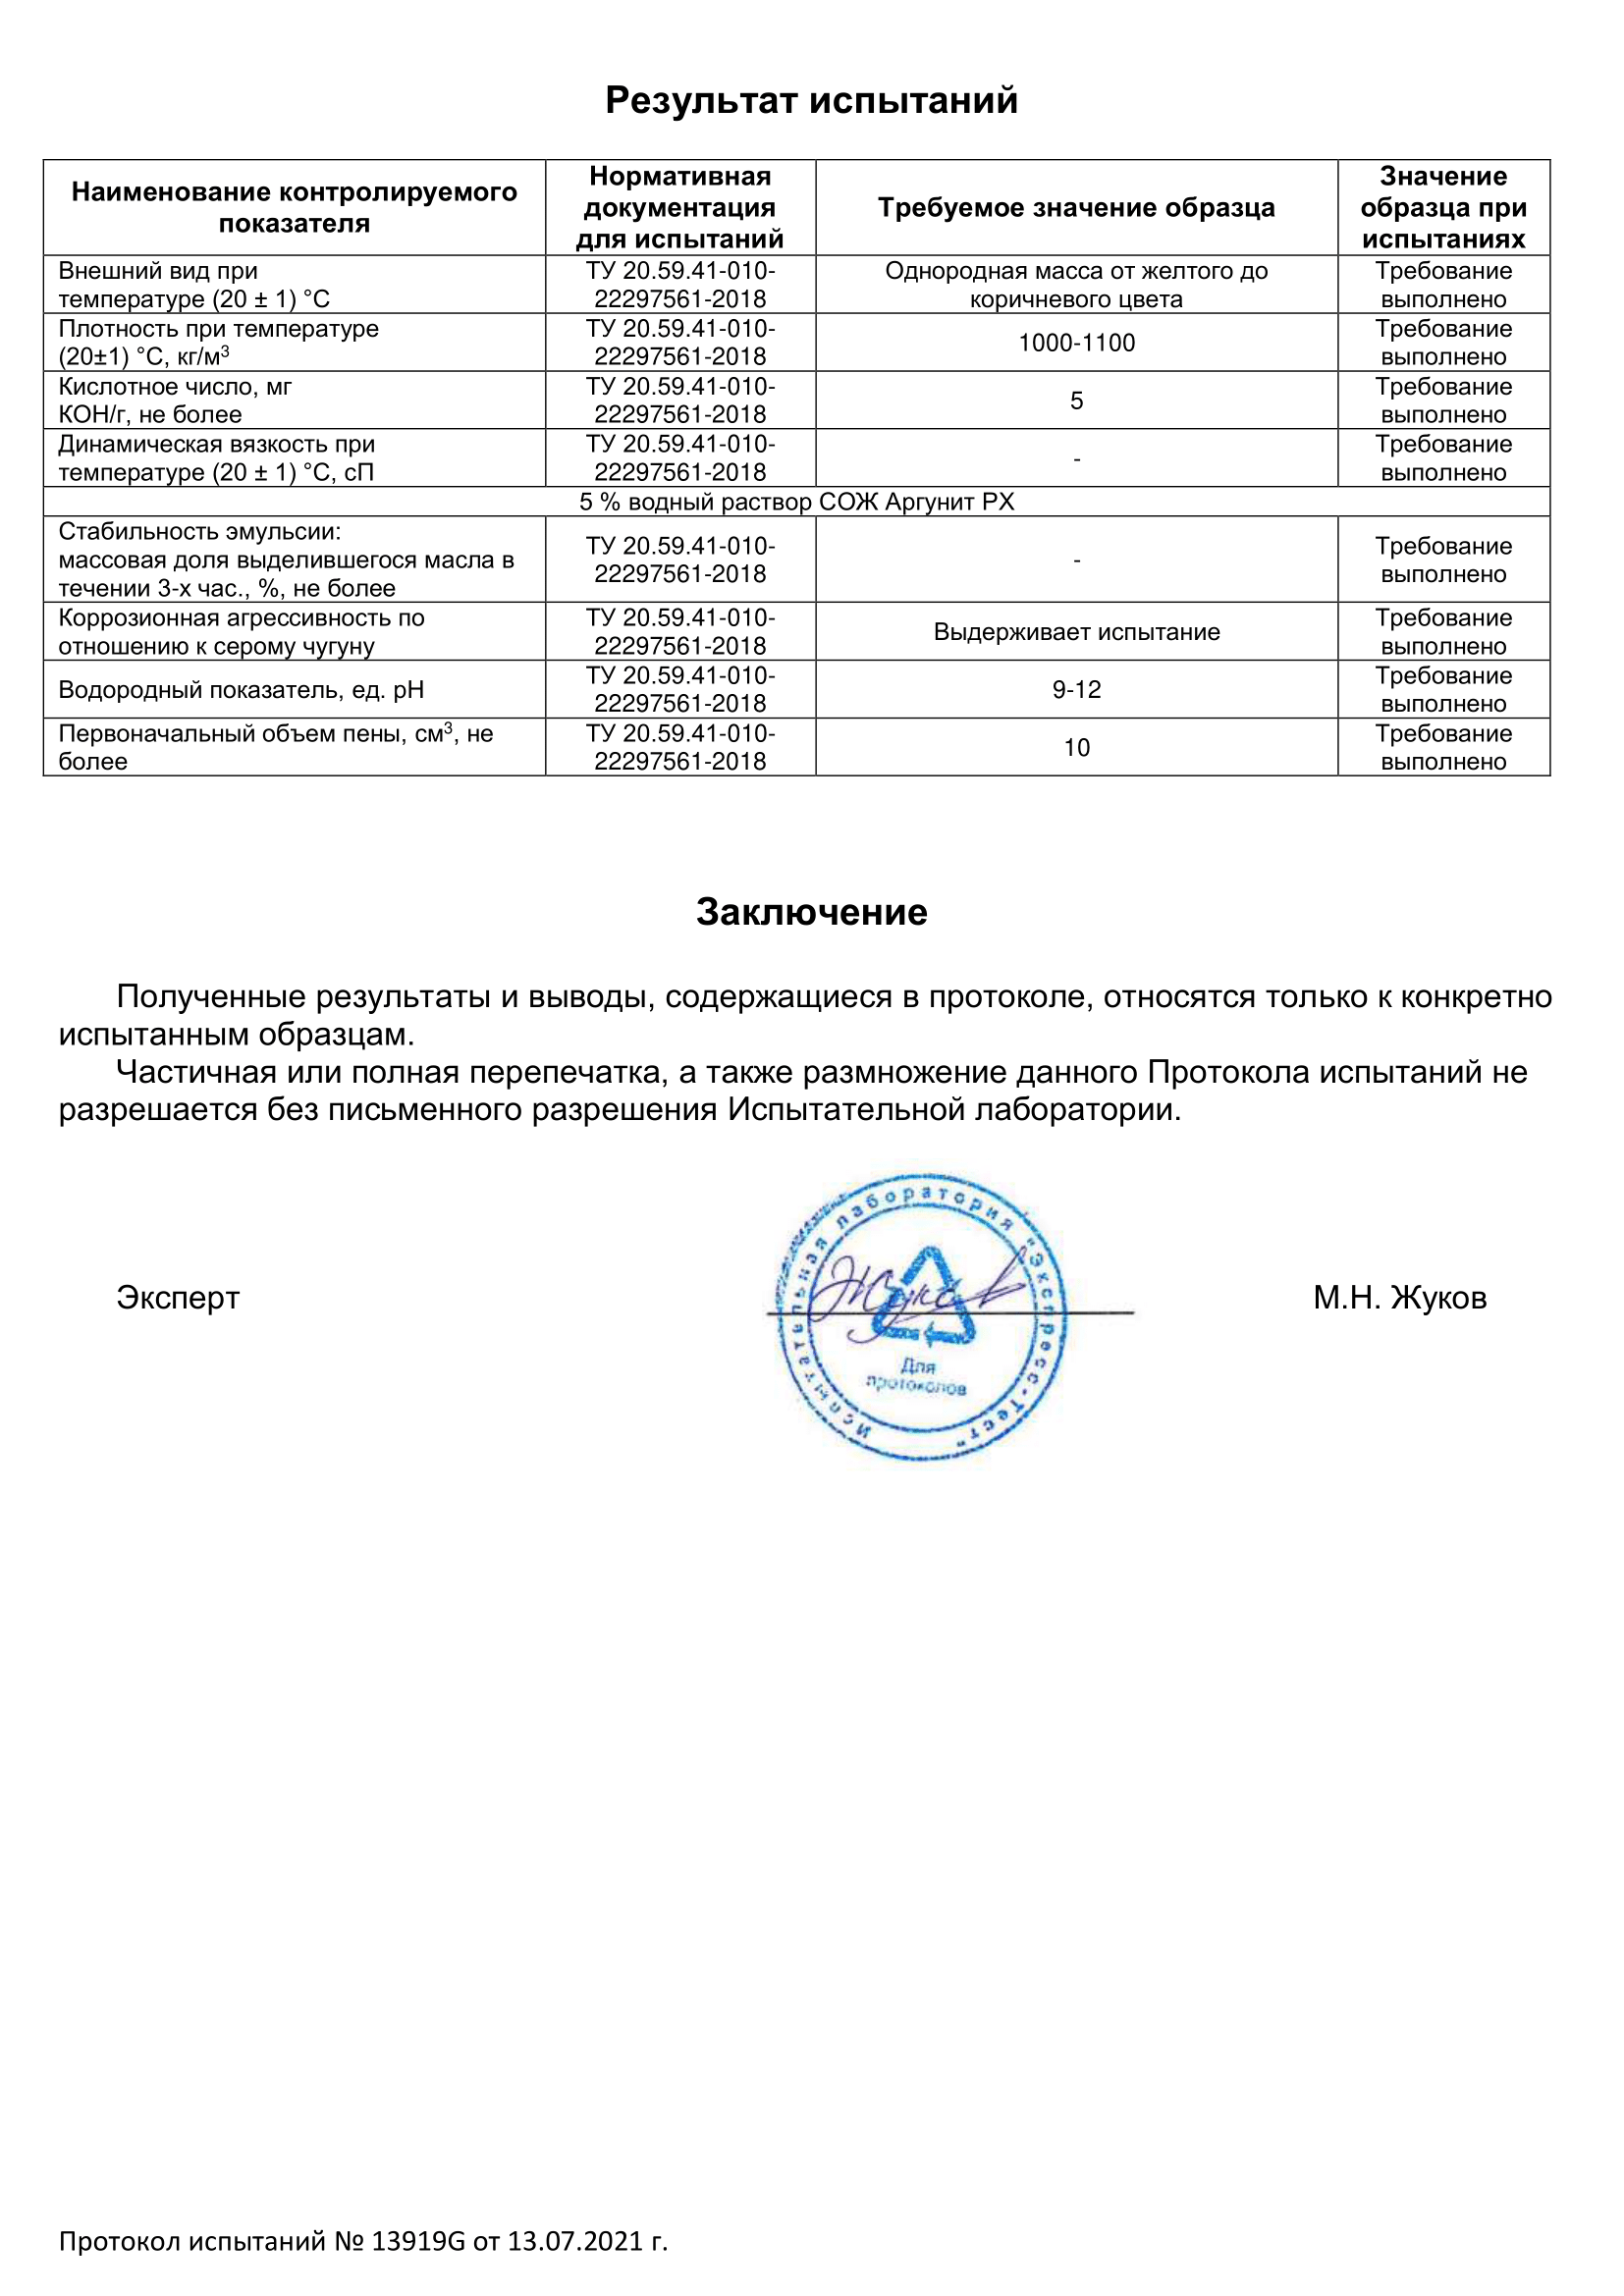 Результат испытаний
Наименование контролируемого
показателя
Нормативная
документация
для испытаний
Требуемое значение образца
Значение
образца при
испытаниях
Внешний вид при
температуре (20 ± 1) °С
ТУ 20.59.41-010-
22297561-2018
Однородная масса от желтого до
коричневого цвета
Требование
выполнено
Плотность при температуре
(20±1) °С, кг/м³
ТУ 20.59.41-010-
22297561-2018
1000-1100
Требование
выполнено
Кислотное число, мг
КОН/г, не более
ТУ 20.59.41-010-
22297561-2018
5
Требование
выполнено
Динамическая вязкость при
температуре (20 ± 1) °С, сП
ТУ 20.59.41-010-
22297561-2018
-
Требование
выполнено
5 % водный раствор СОЖ Аргунит РХ
Стабильность эмульсии:
массовая доля выделившегося масла в
течении 3-х час., %, не более
ТУ 20.59.41-010-
22297561-2018
-
Требование
выполнено
Коррозионная агрессивность по
отношению к серому чугуну
ТУ 20.59.41-010-
22297561-2018
Выдерживает испытание
Требование
выполнено
Водородный показатель, ед. рН
ТУ 20.59.41-010-
22297561-2018
9-12
Требование
выполнено
Первоначальный объем пены, см³, не
более
ТУ 20.59.41-010-
22297561-2018
10
Требование
выполнено
Заключение
Полученные результаты и выводы, содержащиеся в протоколе, относятся только к конкретно
испытанным образцам.
Частичная или полная перепечатка, а также размножение данного Протокола испытаний не
разрешается без письменного разрешения Испытательной лаборатории.
Эксперт
Испытательная лаборатория "Экспресс-Тест"
Жуков
Для
протоколов
М.Н. Жуков
Протокол испытаний № 13919G от 13.07.2021 г.